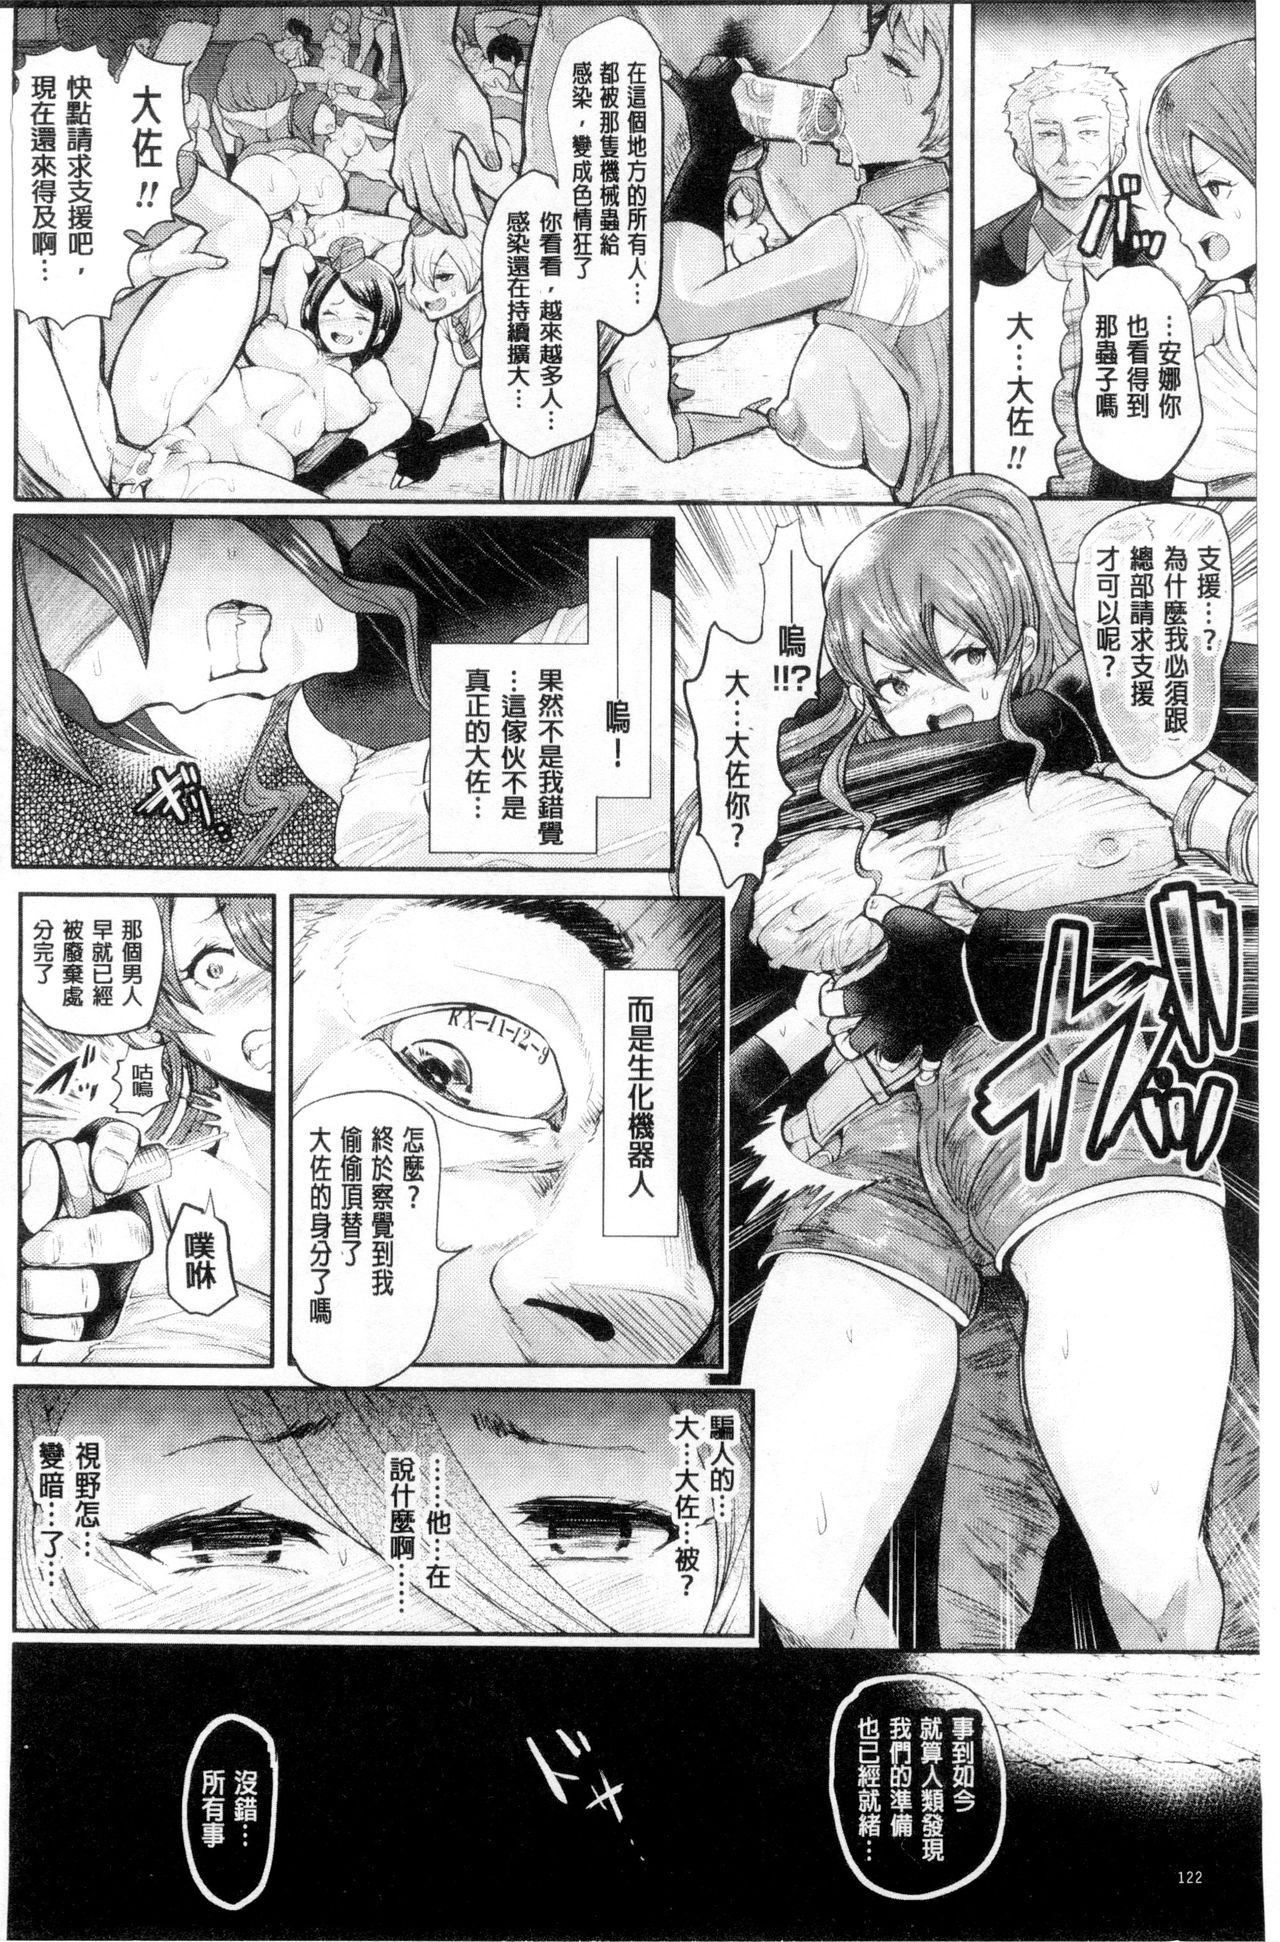 …安娜你
也看得到
那蟲子嗎
大…大佐!!
ガバッ
在這個地方的所有人…
都被那隻機械蟲給
感染，變成色情狂了
你看看，越來越多人…
感染還在持續擴大…
大佐!!
快點請求支援吧，
現在還來得及啊…
支援…？
為什麼我必須跟
總部請求支援
才可以呢？
嗚!!?
大…大佐你？
嗚！
果然不是我錯覺
…這傢伙不是
真正的大佐…
ギリ
而是生化機器人
RX-11-12-9
怎麼？
終於察覺到我
偷偷頂替了
大佐的身分了嗎
那個男人
早就已經
被廢棄處
分完了
咕嗚
噗咻
騙人的…
大…大佐…被？
……他…在
說什麼啊……
視野怎…
變暗…了…
事到如今
就算人類發現
我們的準備
也已經就緒…
ドサ
沒錯…
所有事
122